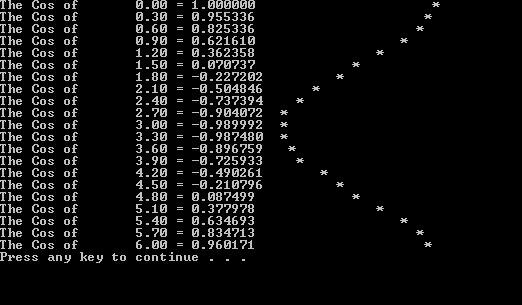 The Cos of 0.00 = 1.000000 *
The Cos of 0.30 = 0.955336 *
The Cos of 0.60 = 0.825336 *
The Cos of 0.90 = 0.621610 *
The Cos of 1.20 = 0.362358 *
The Cos of 1.50 = 0.070737 *
The Cos of 1.80 = -0.227202 *
The Cos of 2.10 = -0.504846 *
The Cos of 2.40 = -0.737394 *
The Cos of 2.70 = -0.904072 *
The Cos of 3.00 = -0.989992 *
The Cos of 3.30 = -0.987480 *
The Cos of 3.60 = -0.896759 *
The Cos of 3.90 = -0.725933 *
The Cos of 4.20 = -0.490261 *
The Cos of 4.50 = -0.210796 *
The Cos of 4.80 = 0.087499 *
The Cos of 5.10 = 0.377978 *
The Cos of 5.40 = 0.634693 *
The Cos of 5.70 = 0.834713 *
The Cos of 6.00 = 0.960171 *
Press any key to continue . . .